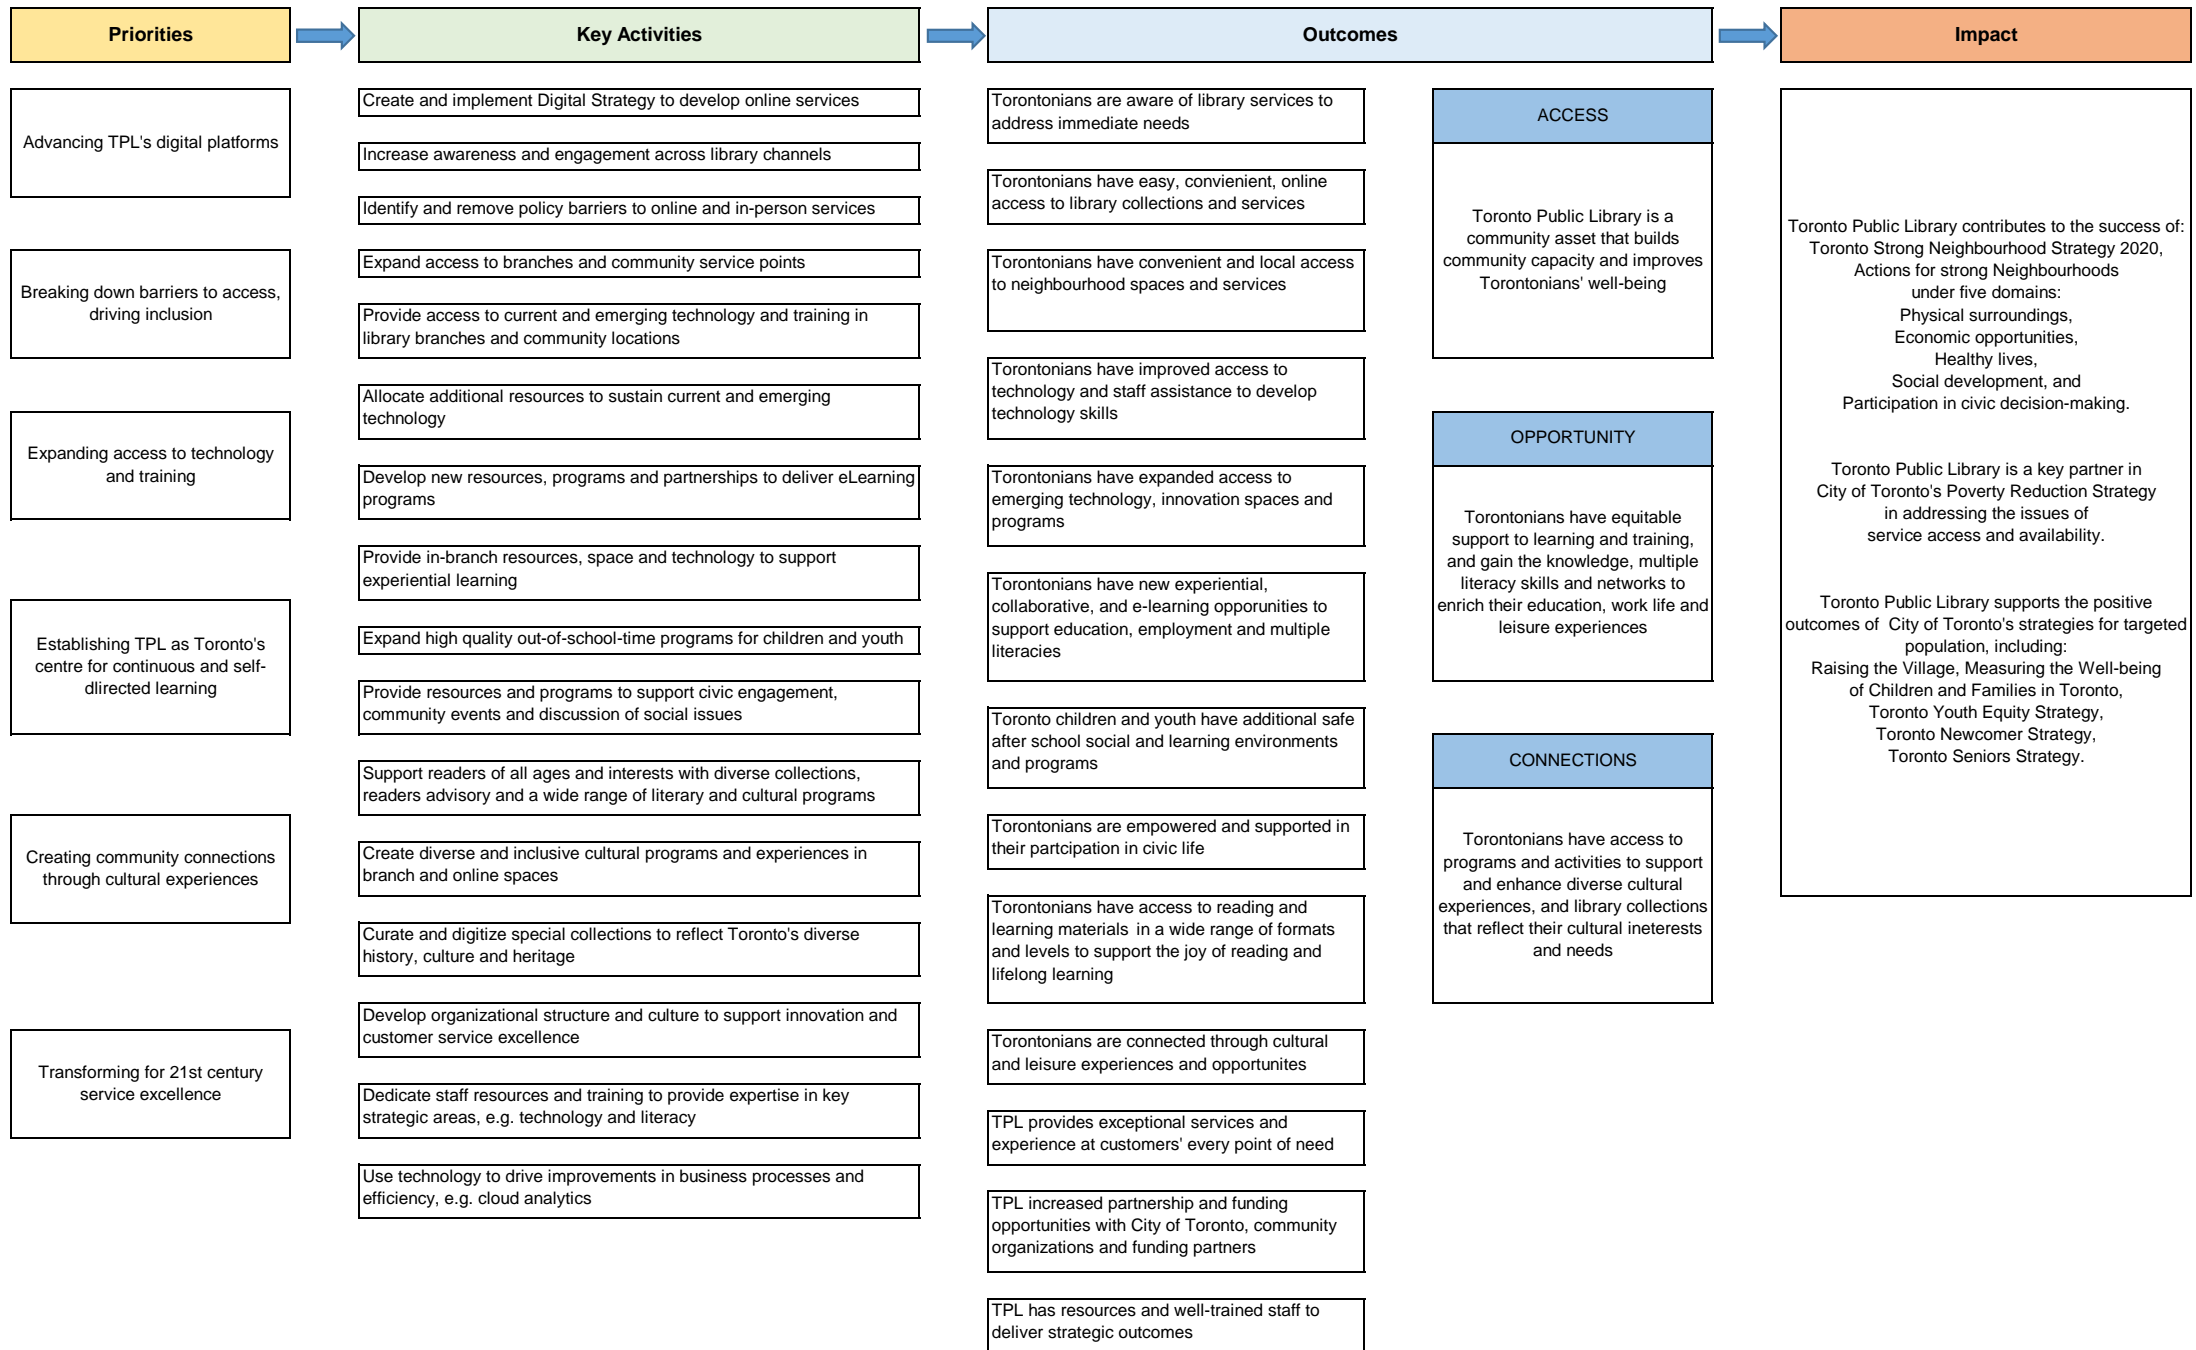 Priorities
Key Activities
Outcomes
Impact
Advancing TPL's digital platforms
Breaking down barriers to access,
driving inclusion
Expanding access to technology
and training
Establishing TPL as Toronto's
centre for continuous and self-
dlirected learning
Creating community connections
through cultural experiences
Transforming for 21st century
service excellence
Create and implement Digital Strategy to develop online services
Increase awareness and engagement across library channels
Identify and remove policy barriers to online and in-person services
Expand access to branches and community service points
Provide access to current and emerging technology and training in
library branches and community locations
Allocate additional resources to sustain current and emerging
technology
Develop new resources, programs and partnerships to deliver eLearning
programs
Provide in-branch resources, space and technology to support
experiential learning
Expand high quality out-of-school-time programs for children and youth
Provide resources and programs to support civic engagement,
community events and discussion of social issues
Support readers of all ages and interests with diverse collections,
readers advisory and a wide range of literary and cultural programs
Create diverse and inclusive cultural programs and experiences in
branch and online spaces
Curate and digitize special collections to reflect Toronto's diverse
history, culture and heritage
Develop organizational structure and culture to support innovation and
customer service excellence
Dedicate staff resources and training to provide expertise in key
strategic areas, e.g. technology and literacy
Use technology to drive improvements in business processes and
efficiency, e.g. cloud analytics
Torontonians are aware of library services to
address immediate needs
Torontonians have easy, convienient, online
access to library collections and services
Torontonians have convenient and local access
to neighbourhood spaces and services
Torontonians have improved access to
technology and staff assistance to develop
technology skills
Torontonians have expanded access to
emerging technology, innovation spaces and
programs
Torontonians have new experiential,
collaborative, and e-learning opporunities to
support education, employment and multiple
literacies
Toronto children and youth have additional safe
after school social and learning environments
and programs
Torontonians are empowered and supported in
their partcipation in civic life
Torontonians have access to reading and
learning materials in a wide range of formats
and levels to support the joy of reading and
lifelong learning
Torontonians are connected through cultural
and leisure experiences and opportunites
TPL provides exceptional services and
experience at customers' every point of need
TPL increased partnership and funding
opportunities with City of Toronto, community
organizations and funding partners
TPL has resources and well-trained staff to
deliver strategic outcomes
ACCESS
Toronto Public Library is a
community asset that builds
community capacity and improves
Torontonians' well-being
OPPORTUNITY
Torontonians have equitable
support to learning and training,
and gain the knowledge, multiple
literacy skills and networks to
enrich their education, work life and
leisure experiences
CONNECTIONS
Torontonians have access to
programs and activities to support
and enhance diverse cultural
experiences, and library collections
that reflect their cultural ineterests
and needs
Toronto Public Library contributes to the success of:
Toronto Strong Neighbourhood Strategy 2020,
Actions for strong Neighbourhoods
under five domains:
Physical surroundings,
Economic opportunities,
Healthy lives,
Social development, and
Participation in civic decision-making.
Toronto Public Library is a key partner in
City of Toronto's Poverty Reduction Strategy
in addressing the issues of
service access and availability.
Toronto Public Library supports the positive
outcomes of City of Toronto's strategies for targeted
population, including:
Raising the Village, Measuring the Well-being
of Children and Families in Toronto,
Toronto Youth Equity Strategy,
Toronto Newcomer Strategy,
Toronto Seniors Strategy.